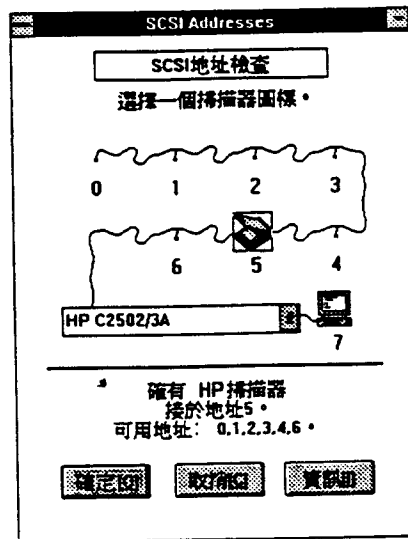 SCSI Addresses
SCSI地址檢查
選擇一個掃描器圖標。
0 1 2 3
6 5 4
HP C2502/3A
7
確有 HP掃描器
接於地址5。
可用地址: 0,1,2,3,4,6。
確定[O] 取消[C] 資訊[I]